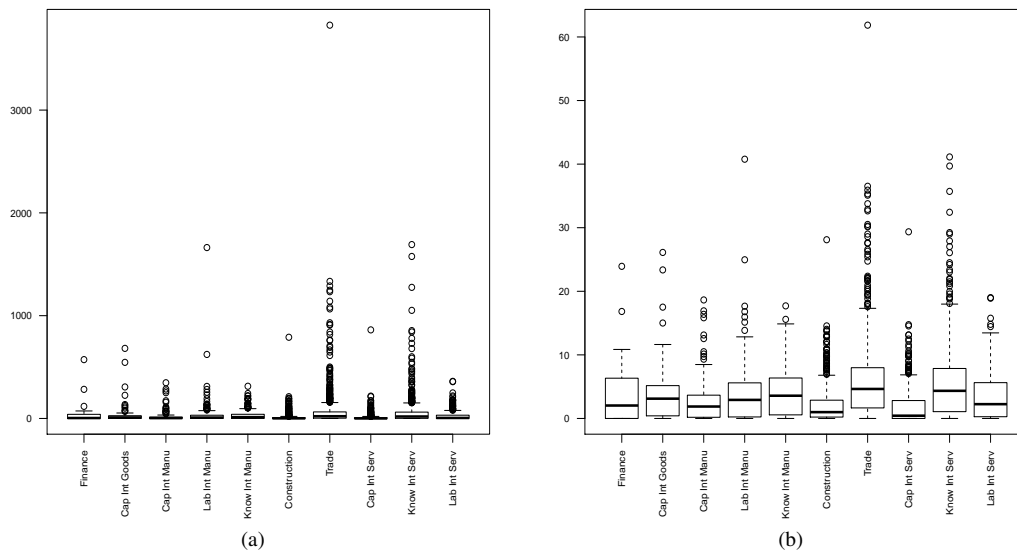 3000
2000
1000
0
Finance
Cap Int Goods
Cap Int Manu
Lab Int Manu
Know Int Manu
Construction
Trade
Cap Int Serv
Know Int Serv
Lab Int Serv
(a)
60
50
40
30
20
10
0
Finance
Cap Int Goods
Cap Int Manu
Lab Int Manu
Know Int Manu
Construction
Trade
Cap Int Serv
Know Int Serv
Lab Int Serv
(b)